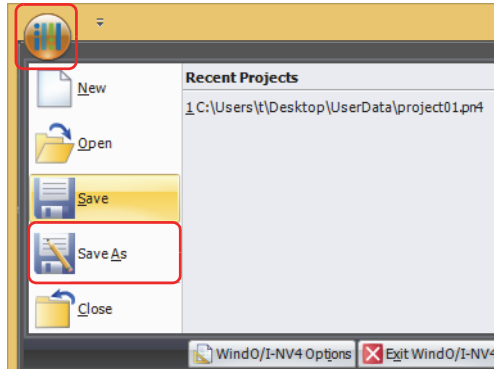 New
Open
Save
Save As
Close
Recent Projects
1 C:\Users\t\Desktop\UserData\project01.pn4
WindO/I-NV4 Options
Exit WindO/I-NV4